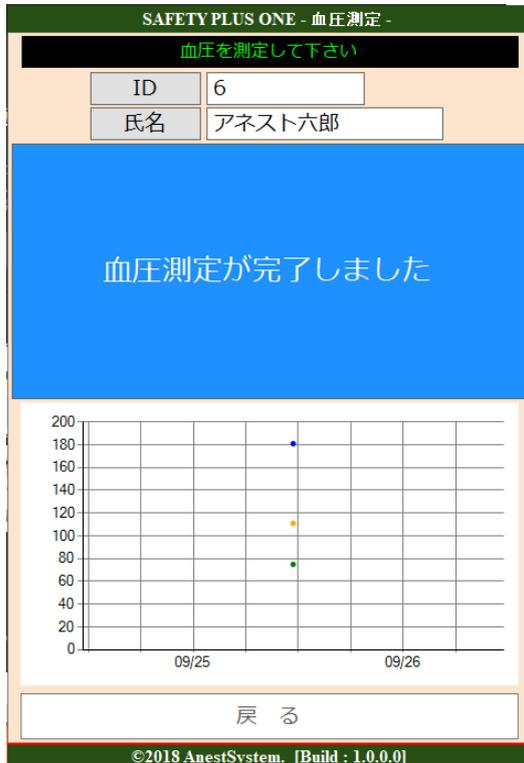 SAFETY PLUS ONE - 血圧測定 -
血圧を測定して下さい
ID 6
氏名 アネスト六郎
血圧測定が完了しました
200
180
160
140
120
100
80
60
40
20
0
09/25 09/26
戻 る
©2018 AnestSystem. [Build : 1.0.0.0]